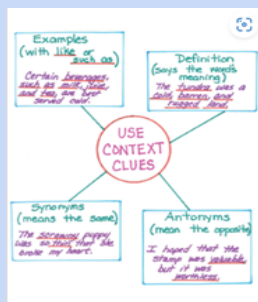 Examples
(with like or
such as)
Certain beverages,
such as milk, juice,
and tea, are best
served cold.
Definition
(says the word's
meaning)
The tundra was a
cold, barren, and
rugged land.
USE
CONTEXT
CLUES
Synonyms
(means the same)
The scrawny puppy
was so thin that she
broke my heart.
Antonyms
(mean the opposite)
I hoped that the
stamp was valuable
but it was
worthless.